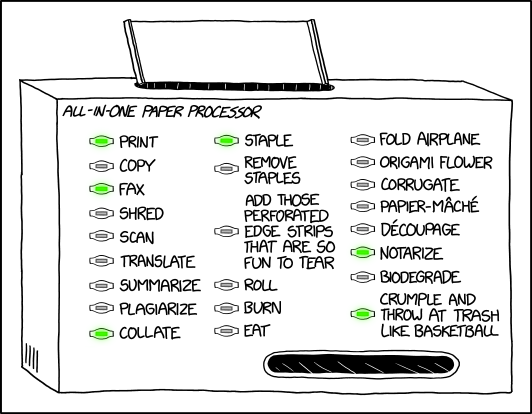 ALL-IN-ONE PAPER PROCESSOR
PRINT
COPY
FAX
SHRED
SCAN
TRANSLATE
SUMMARIZE
PLAGIARIZE
COLLATE
STAPLE
REMOVE
STAPLES
ADD THOSE
PERFORATED
EDGE STRIPS
THAT ARE SO
FUN TO TEAR
ROLL
BURN
EAT
FOLD AIRPLANE
ORIGAMI FLOWER
CORRUGATE
PAPIER-MÂCHÉ
DÉCOUPAGE
NOTARIZE
BIODEGRADE
CRUMPLE AND
THROW AT TRASH
LIKE BASKETBALL